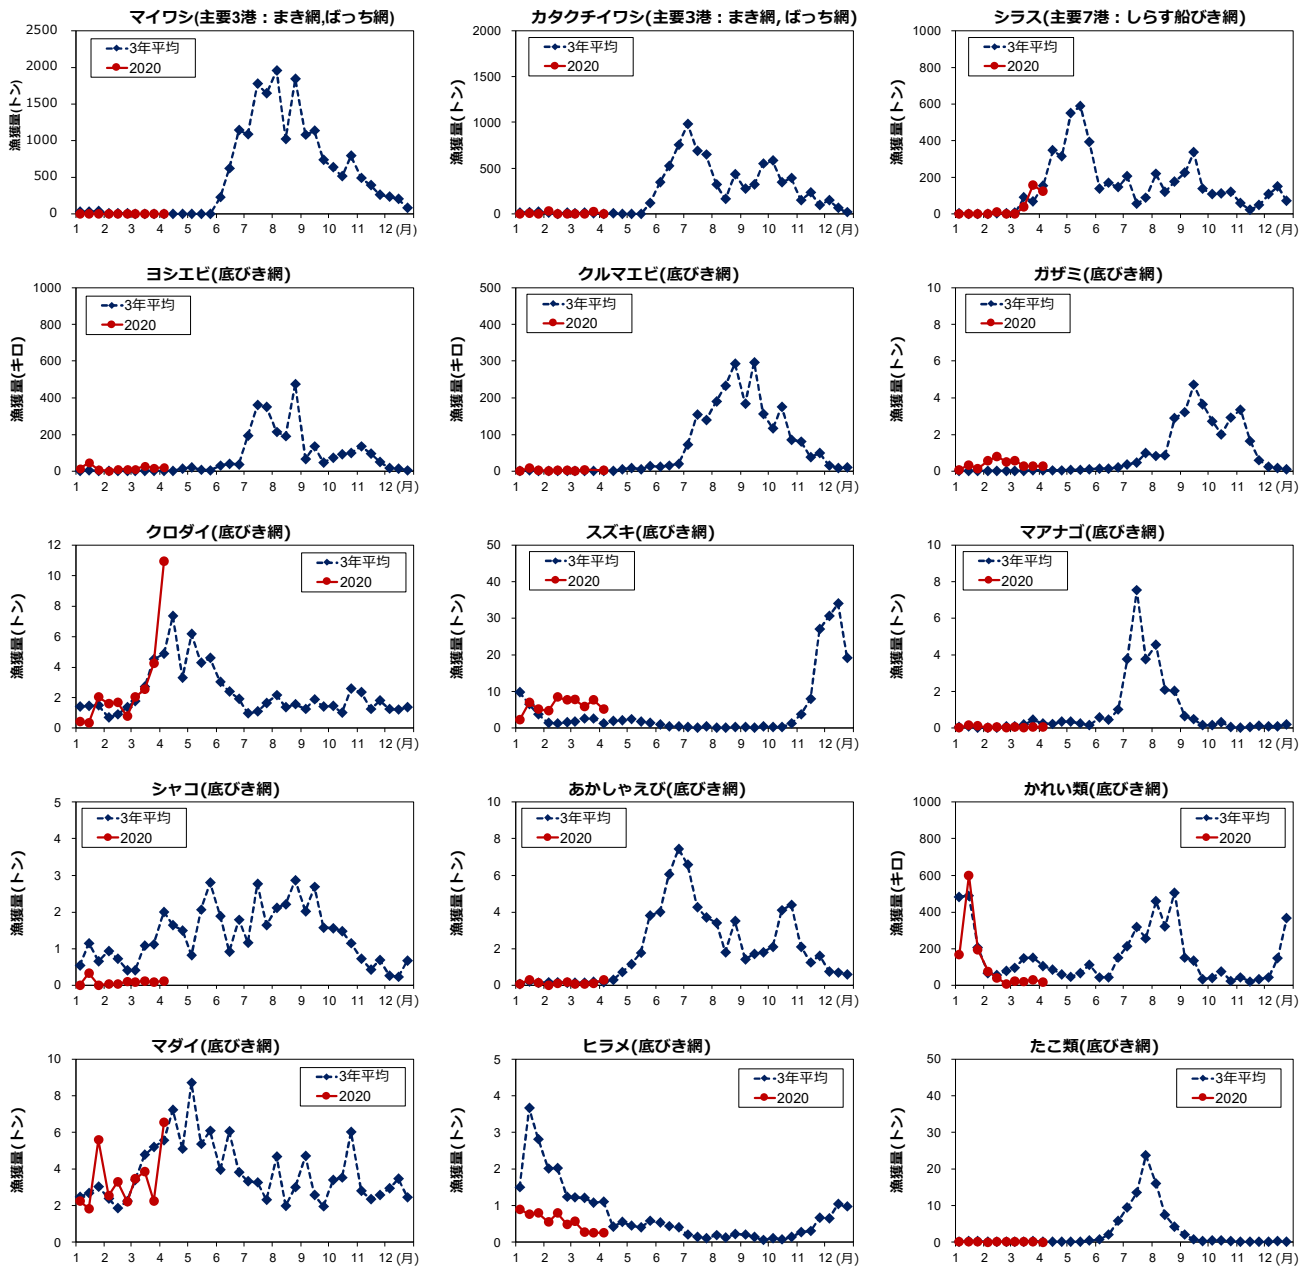 マイワシ(主要3港：まき網,ばっち網)
漁獲量(トン)
2500
2000
1500
1000
500
0
3年平均
2020
1 2 3 4 5 6 7 8 9 10 11 12 (月)
カタクチイワシ(主要3港：まき網, ばっち網)
漁獲量(トン)
2000
1500
1000
500
0
3年平均
2020
1 2 3 4 5 6 7 8 9 10 11 12 (月)
シラス(主要7港：しらす船びき網)
漁獲量(トン)
1000
800
600
400
200
0
3年平均
2020
1 2 3 4 5 6 7 8 9 10 11 12 (月)
ヨシエビ(底びき網)
漁獲量(キロ)
1000
800
600
400
200
0
3年平均
2020
1 2 3 4 5 6 7 8 9 10 11 12 (月)
クルマエビ(底びき網)
漁獲量(キロ)
500
400
300
200
100
0
3年平均
2020
1 2 3 4 5 6 7 8 9 10 11 12 (月)
ガザミ(底びき網)
漁獲量(トン)
10
8
6
4
2
0
3年平均
2020
1 2 3 4 5 6 7 8 9 10 11 12 (月)
クロダイ(底びき網)
漁獲量(トン)
12
10
8
6
4
2
0
3年平均
2020
1 2 3 4 5 6 7 8 9 10 11 12 (月)
スズキ(底びき網)
漁獲量(トン)
50
40
30
20
10
0
3年平均
2020
1 2 3 4 5 6 7 8 9 10 11 12 (月)
マアナゴ(底びき網)
漁獲量(トン)
10
8
6
4
2
0
3年平均
2020
1 2 3 4 5 6 7 8 9 10 11 12 (月)
シャコ(底びき網)
漁獲量(トン)
5
4
3
2
1
0
3年平均
2020
1 2 3 4 5 6 7 8 9 10 11 12 (月)
あかしゃえび(底びき網)
漁獲量(トン)
10
8
6
4
2
0
3年平均
2020
1 2 3 4 5 6 7 8 9 10 11 12 (月)
かれい類(底びき網)
漁獲量(キロ)
1000
800
600
400
200
0
3年平均
2020
1 2 3 4 5 6 7 8 9 10 11 12 (月)
マダイ(底びき網)
漁獲量(トン)
10
8
6
4
2
0
3年平均
2020
1 2 3 4 5 6 7 8 9 10 11 12 (月)
ヒラメ(底びき網)
漁獲量(トン)
5
4
3
2
1
0
3年平均
2020
1 2 3 4 5 6 7 8 9 10 11 12 (月)
たこ類(底びき網)
漁獲量(トン)
50
40
30
20
10
0
3年平均
2020
1 2 3 4 5 6 7 8 9 10 11 12 (月)